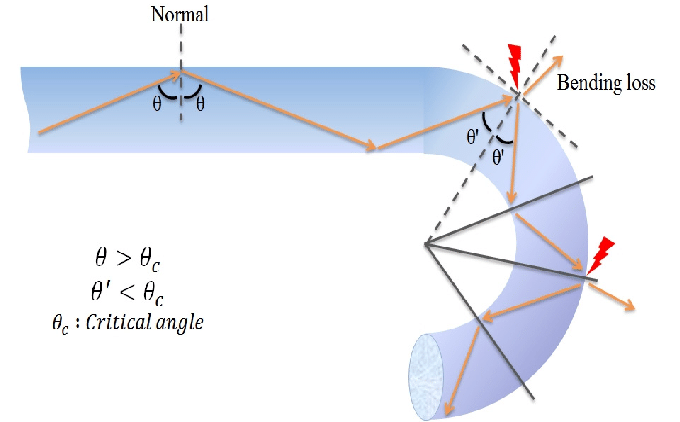 Normal
Bending loss
θ θ
θ'
θ'
θ > θc
θ' < θc
θc : Critical angle